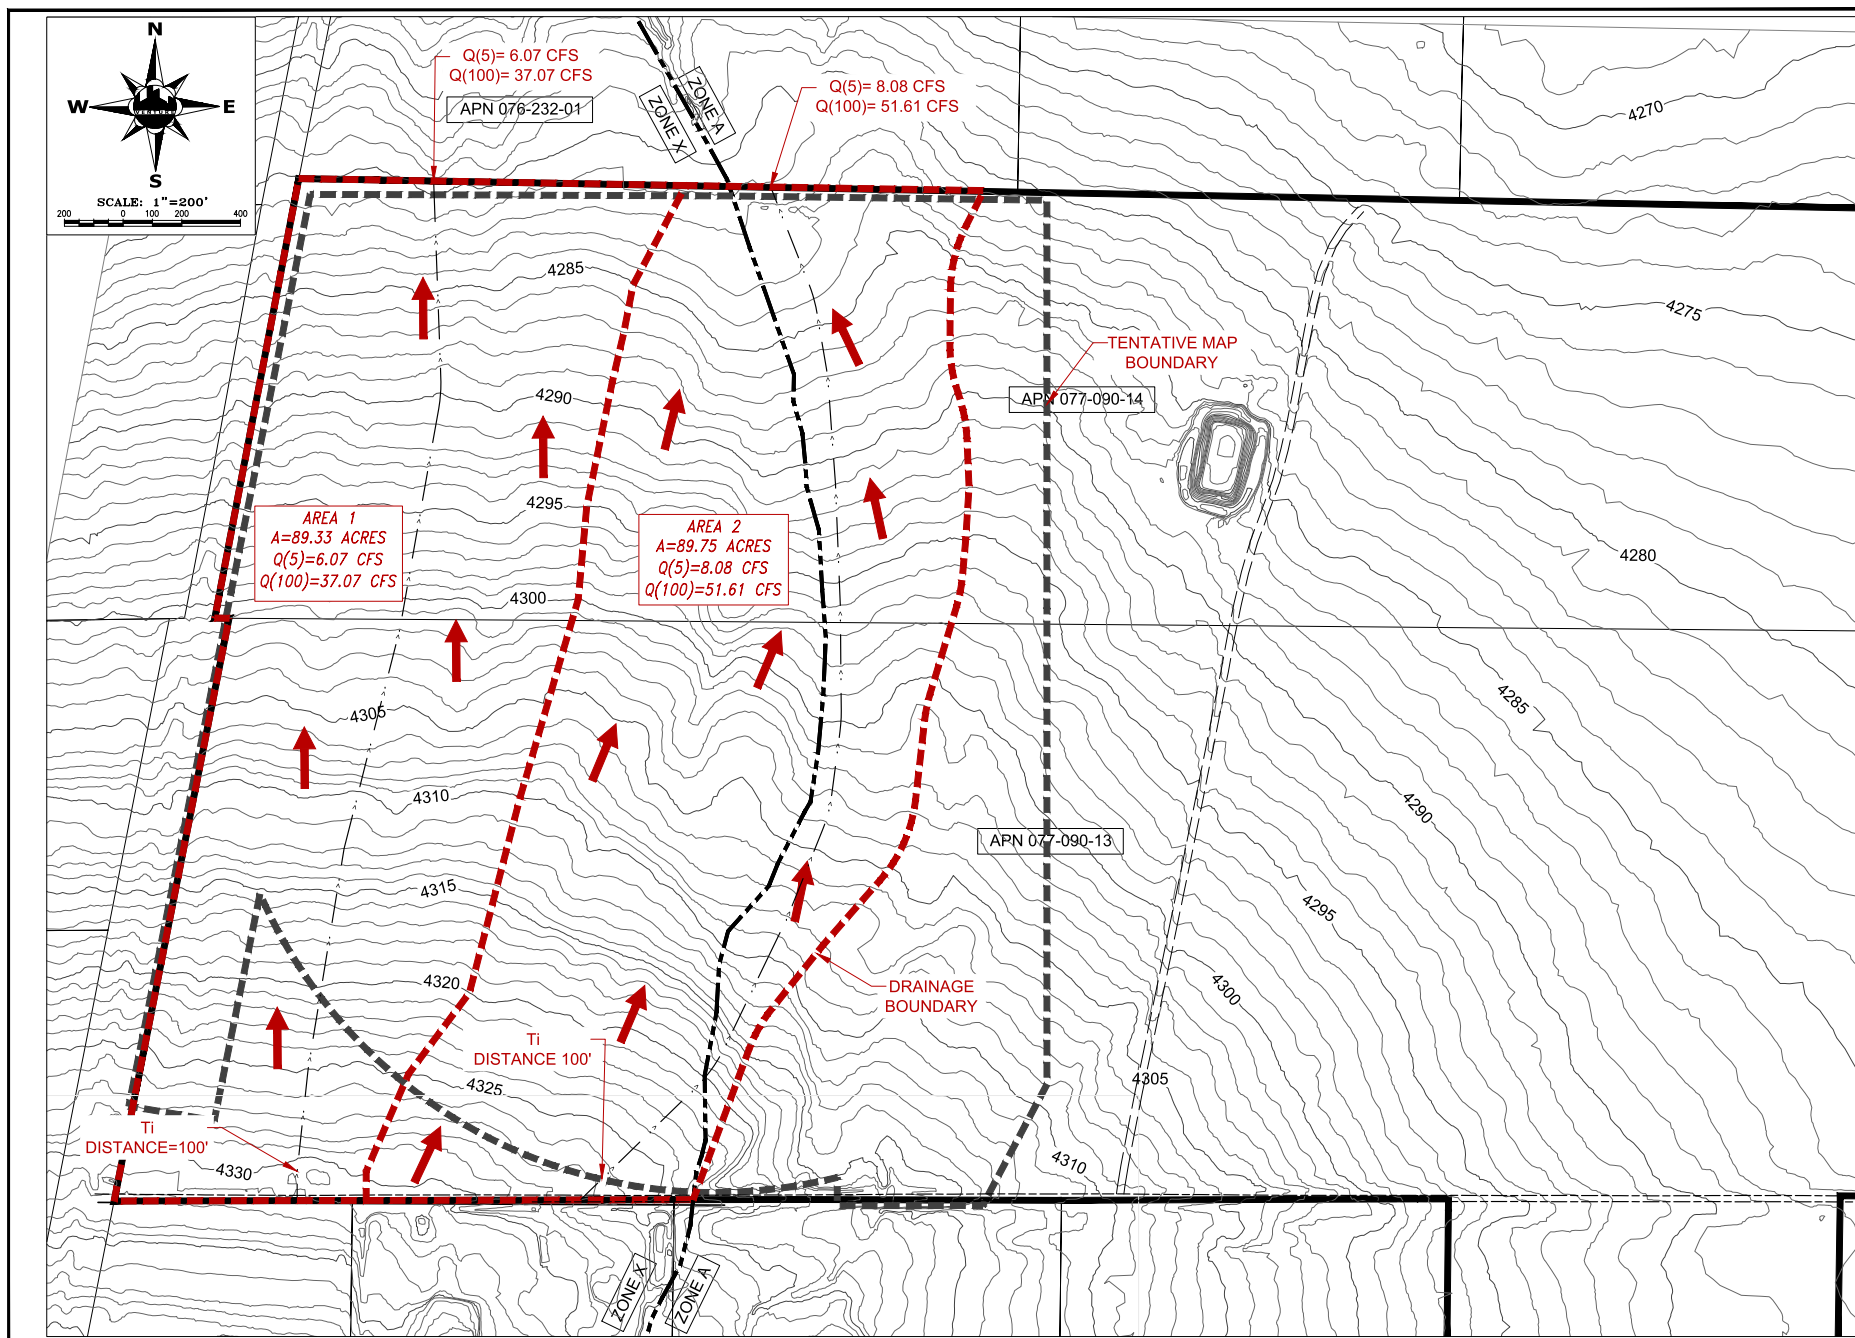 N
W
E
S
SCALE: 1"=200'
200 0 100 200 400
Q(5)= 6.07 CFS
Q(100)= 37.07 CFS
APN 076-232-01
ZONE X
ZONE A
Q(5)= 8.08 CFS
Q(100)= 51.61 CFS
4270
4285
4275
TENTATIVE MAP
BOUNDARY
APN 077-090-14
4290
4295
AREA 1
A=89.33 ACRES
Q(5)=6.07 CFS
Q(100)=37.07 CFS
AREA 2
A=89.75 ACRES
Q(5)=8.08 CFS
Q(100)=51.61 CFS
4280
4300
4305
4285
4310
4290
APN 077-090-13
4315
4295
4320
4300
DRAINAGE
BOUNDARY
Ti
DISTANCE 100'
4325
4305
Ti
DISTANCE=100'
4330
4310
ZONE X
ZONE A